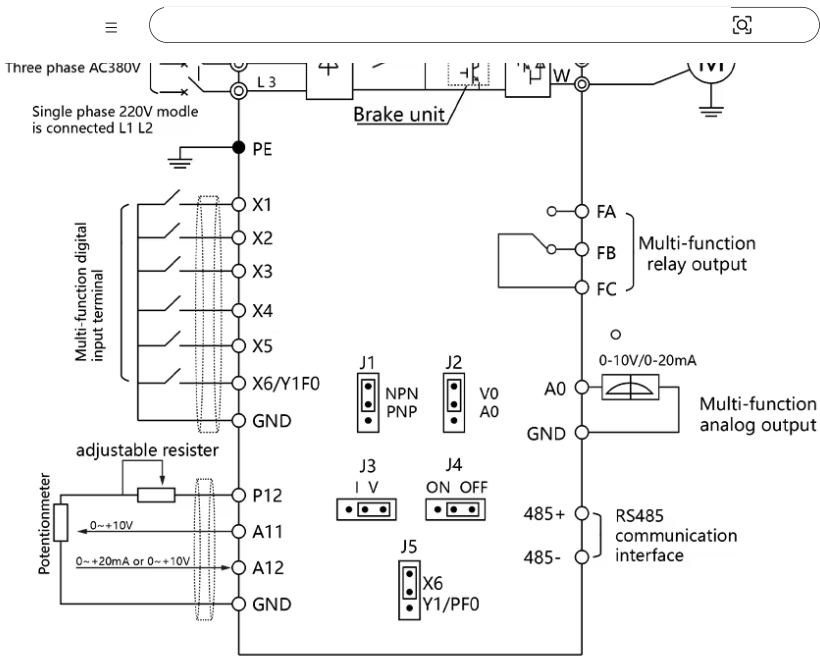 Three phase AC380V
L 3
W
M
Single phase 220V modle
is connected L1 L2
Brake unit
PE
X1
X2
X3
X4
X5
X6/Y1F0
GND
Multi-function digital
input terminal
FA
FB
FC
Multi-function
relay output
J1
NPN
PNP
J2
V0
A0
0-10V/0-20mA
A0
GND
Multi-function
analog output
adjustable resister
Potentionmeter
P12
A11
A12
GND
0~+10V
0~+20mA or 0~+10V
J3
I V
J4
ON OFF
J5
X6
Y1/PF0
485+
485-
RS485
communication
interface